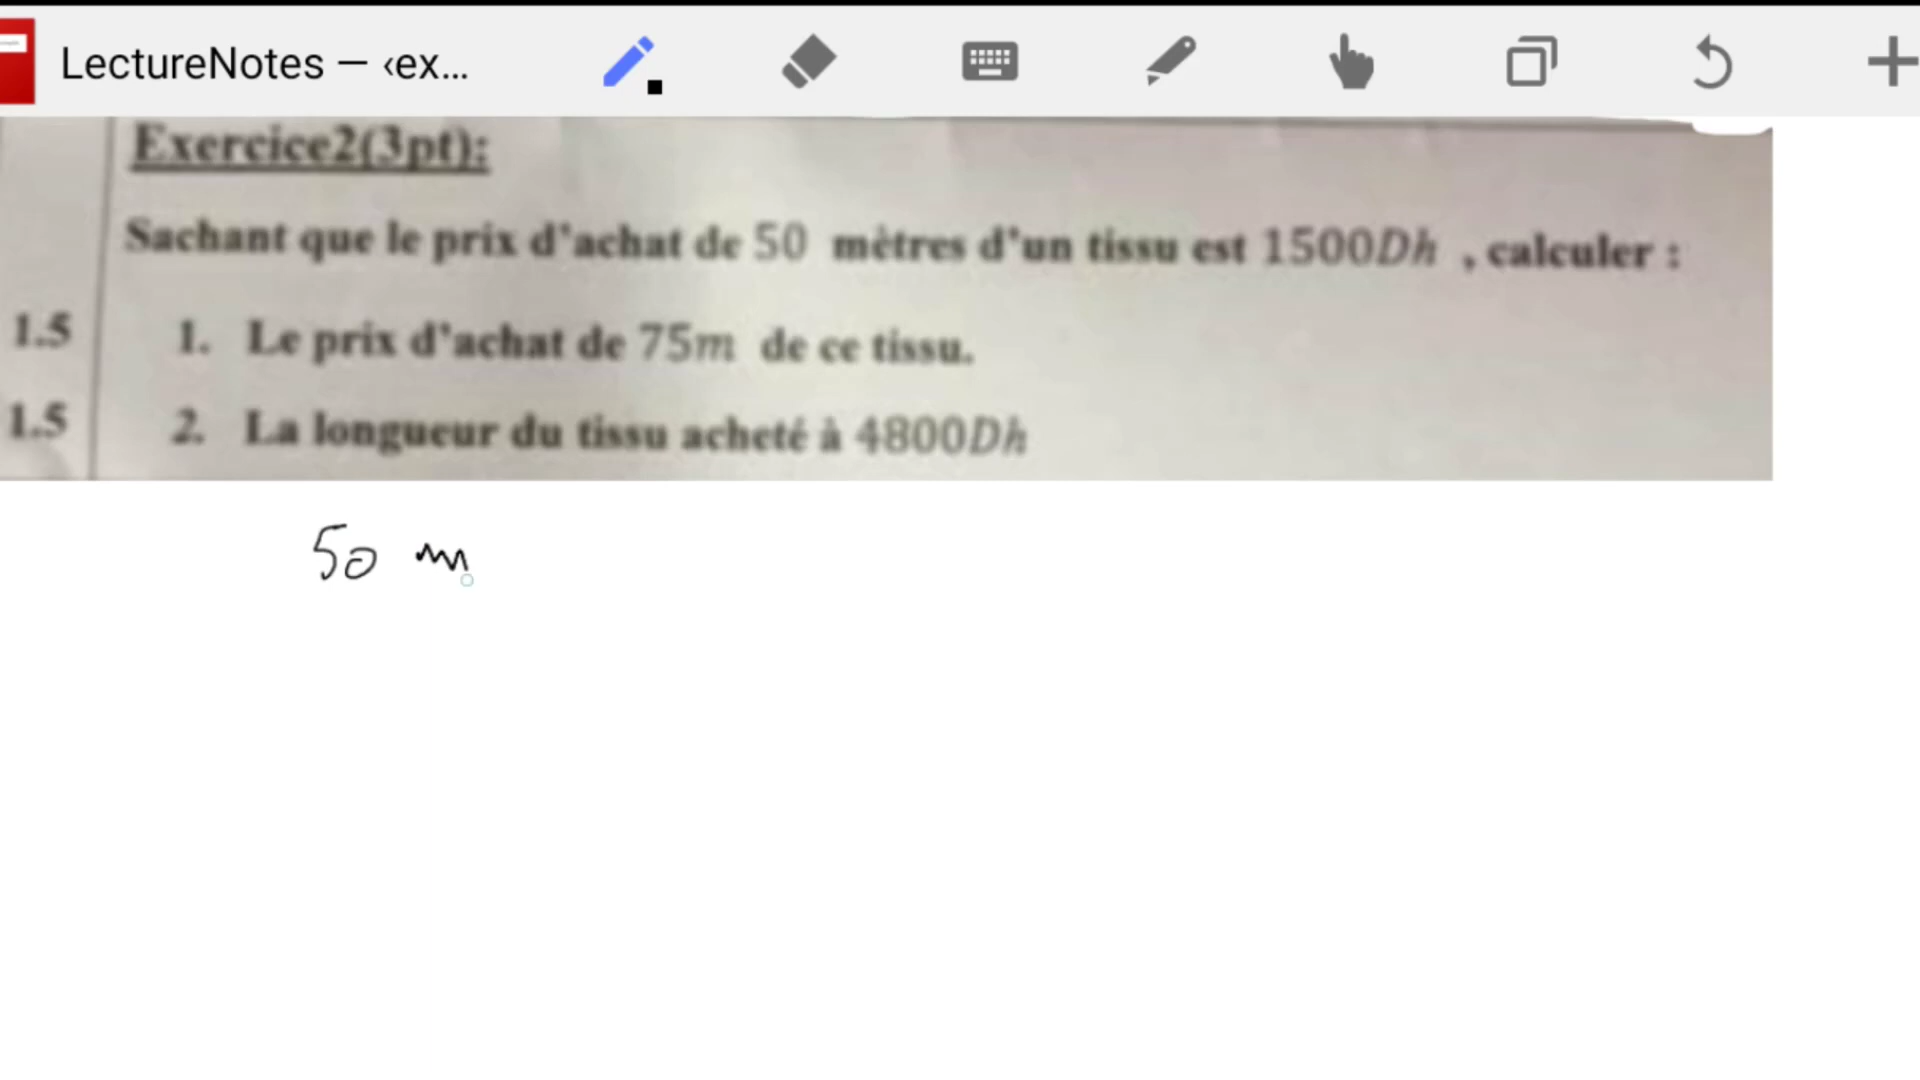 LectureNotes — ‹ex...
Exercice2(3pt):
Sachant que le prix d'achat de 50 mètres d'un tissu est 1500Dh , calculer :
1.5 1. Le prix d'achat de 75m de ce tissu.
1.5 2. La longueur du tissu acheté à 4800Dh
50 m